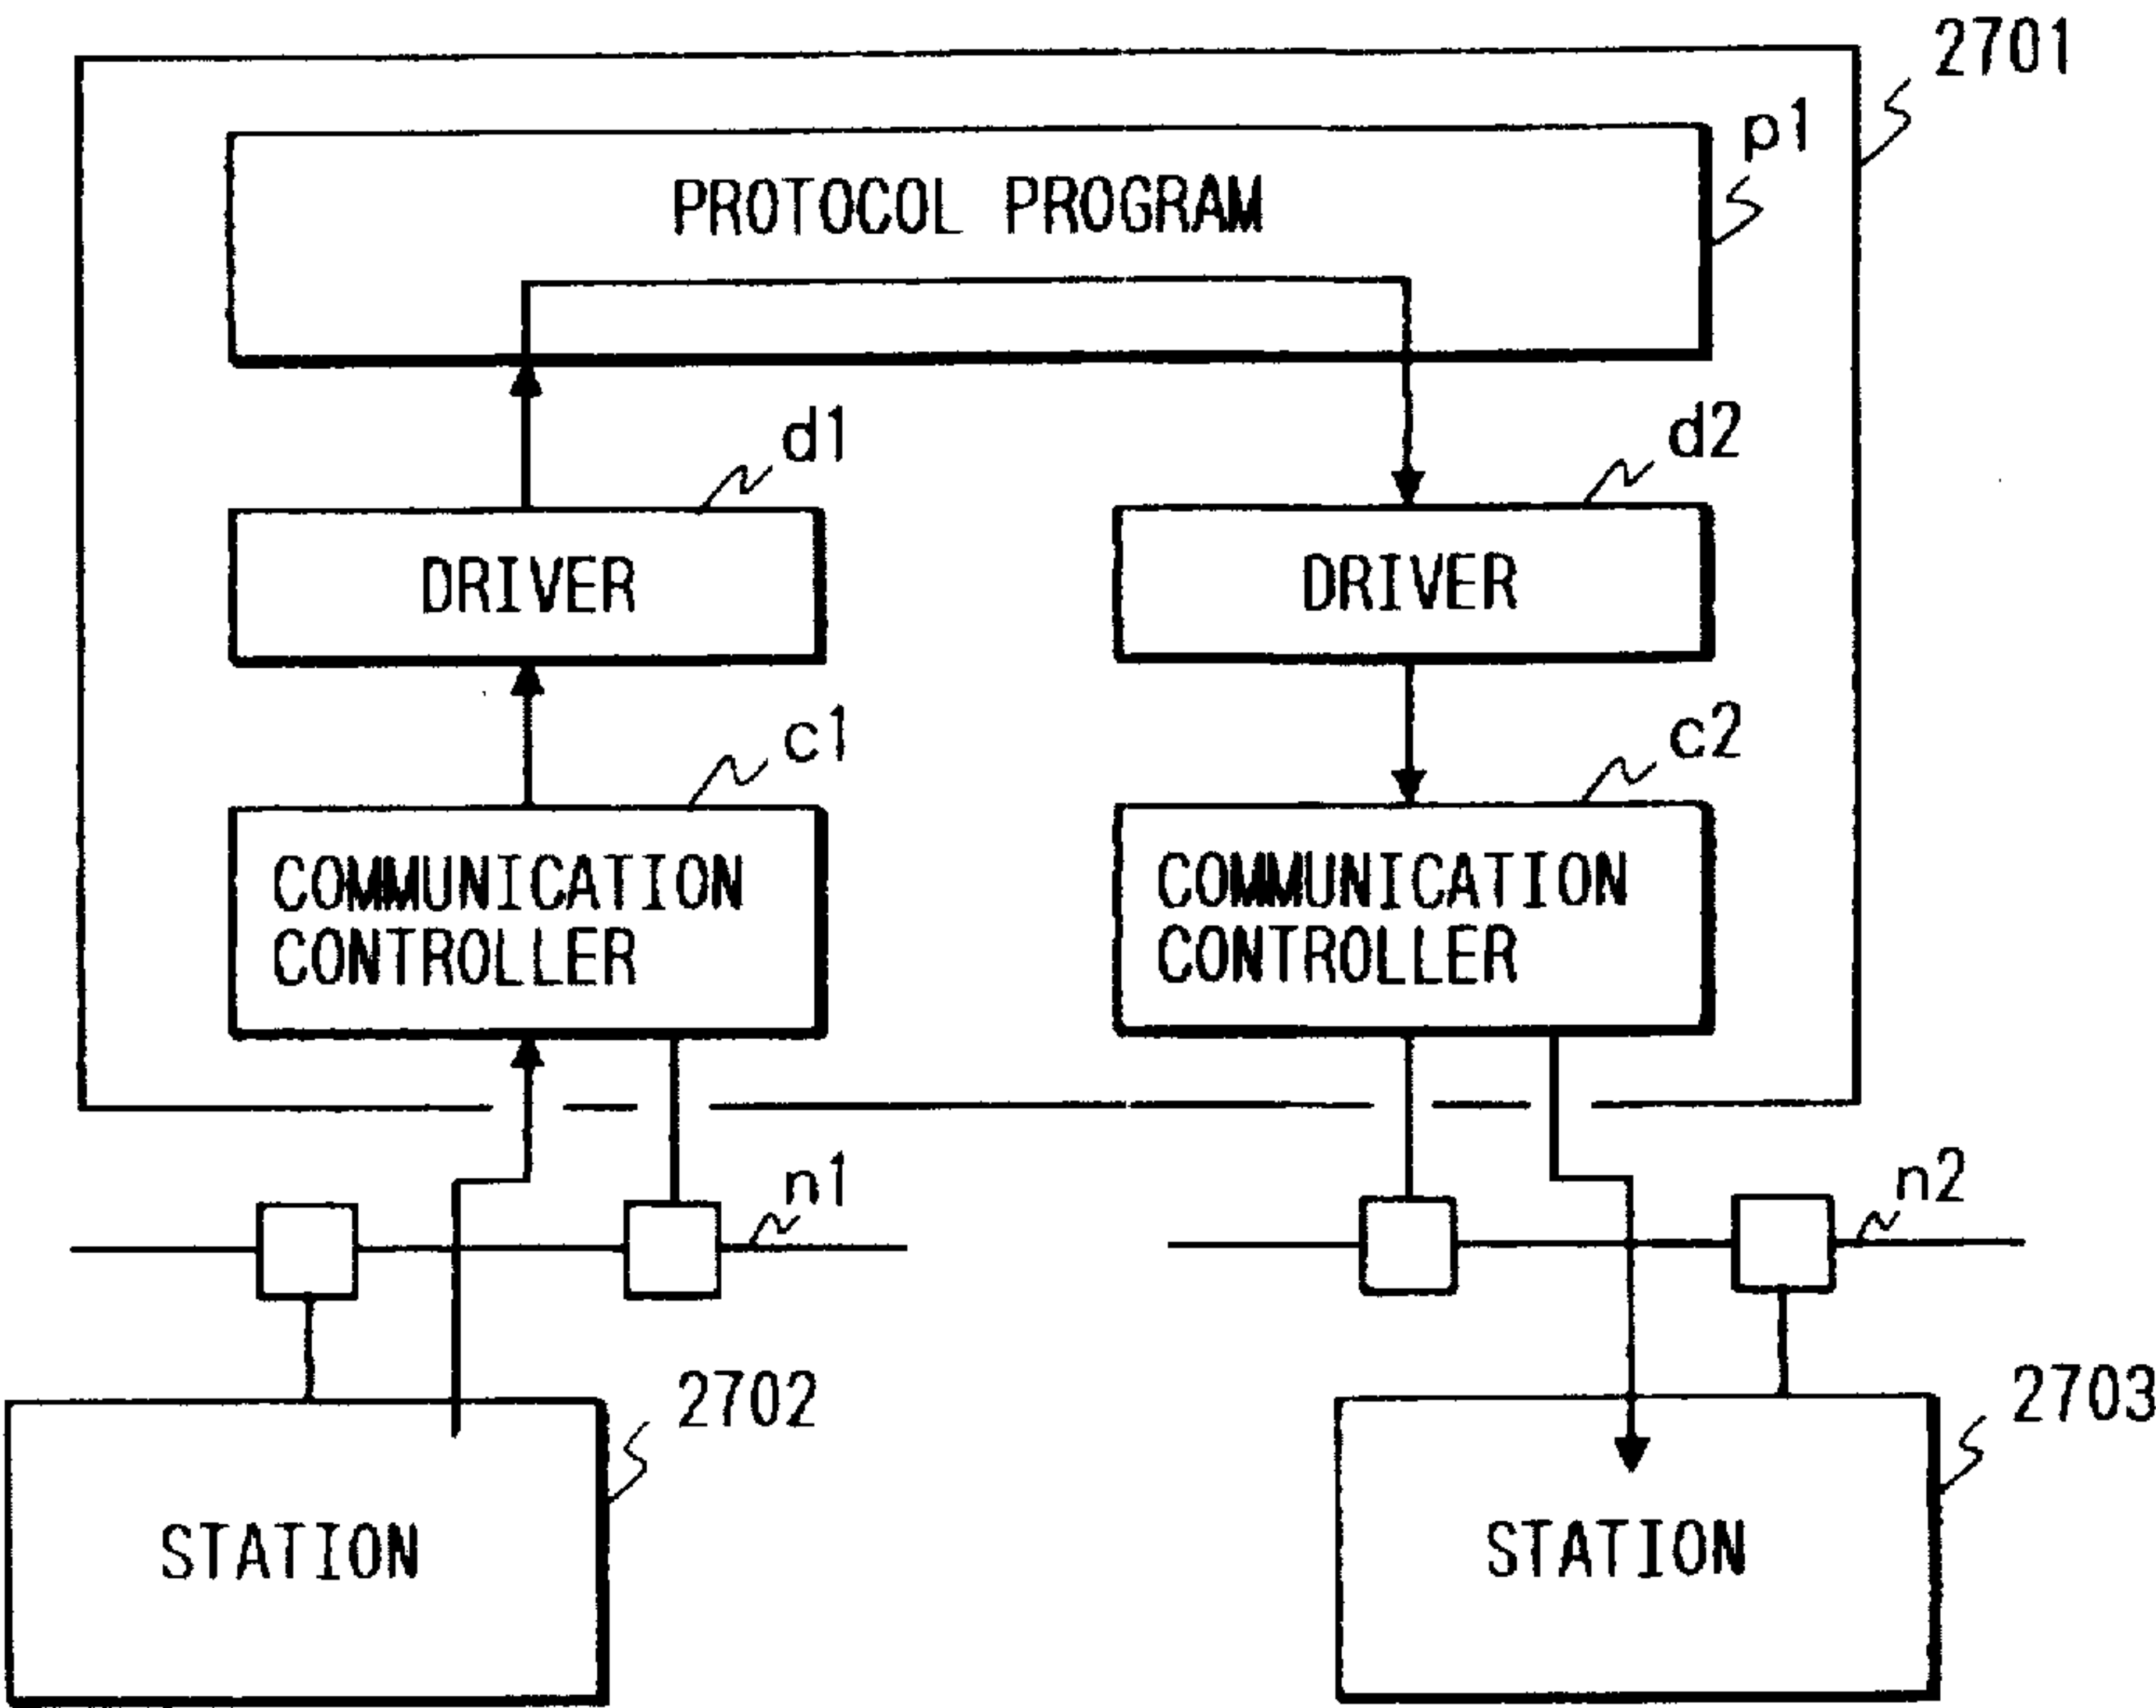 2701
p1
PROTOCOL PROGRAM
d1
d2
DRIVER
DRIVER
c1
c2
COMMUNICATION
CONTROLLER
COMMUNICATION
CONTROLLER
n1
n2
2702
2703
STATION
STATION